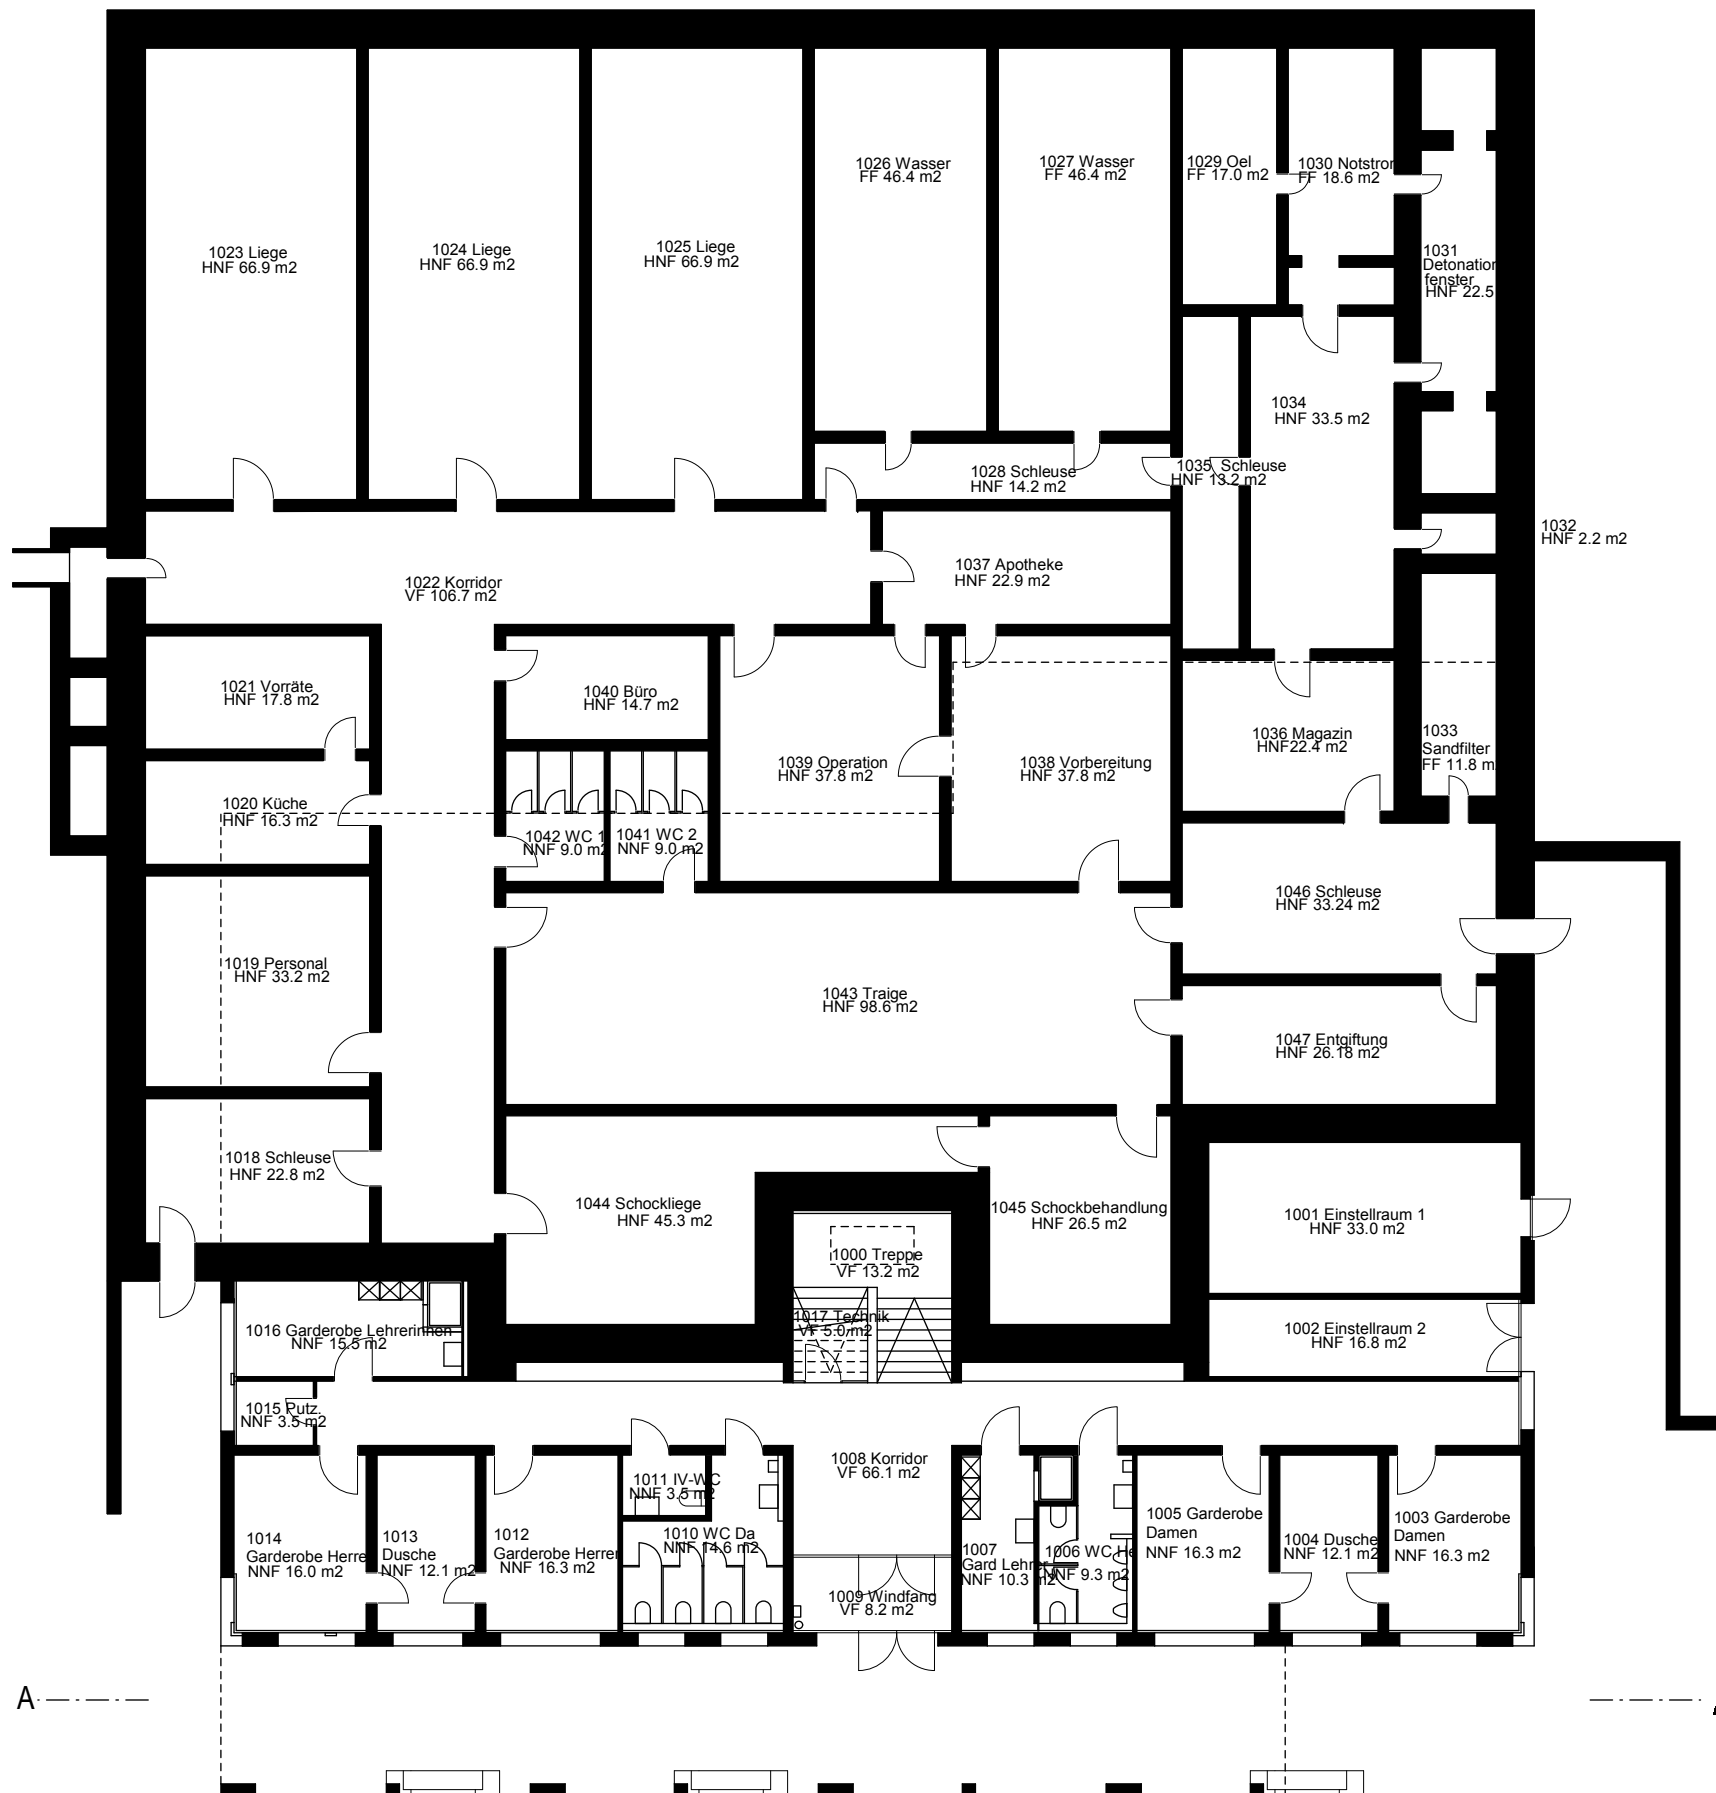 1023 Liege
HNF 66.9 m2
1024 Liege
HNF 66.9 m2
1025 Liege
HNF 66.9 m2
1026 Wasser
FF 46.4 m2
1027 Wasser
FF 46.4 m2
1029 Oel
FF 17.0 m2
1030 Notstror
FF 18.6 m2
1031
Detonation
fenster
HNF 22.5
1034
HNF 33.5 m2
1028 Schleuse
HNF 14.2 m2
1035 Schleuse
HNF 13.2 m2
1032
HNF 2.2 m2
1022 Korridor
VF 106.7 m2
1037 Apotheke
HNF 22.9 m2
1021 Vorräte
HNF 17.8 m2
1040 Büro
HNF 14.7 m2
1039 Operation
HNF 37.8 m2
1038 Vorbereitung
HNF 37.8 m2
1036 Magazin
HNF22.4 m2
1033
Sandfilter
FF 11.8 m
1020 Küche
HNF 16.3 m2
1042 WC 1
NNF 9.0 m2
1041 WC 2
NNF 9.0 m2
1046 Schleuse
HNF 33.24 m2
1019 Personal
HNF 33.2 m2
1043 Traige
HNF 98.6 m2
1047 Entgiftung
HNF 26.18 m2
1018 Schleuse
HNF 22.8 m2
1044 Schockliege
HNF 45.3 m2
1045 Schockbehandlung
HNF 26.5 m2
1001 Einstellraum 1
HNF 33.0 m2
1000 Treppe
VF 13.2 m2
1017 Technik
VF 5.0 m2
1002 Einstellraum 2
HNF 16.8 m2
1016 Garderobe Lehrerinnen
NNF 15.5 m2
1015 Putz.
NNF 3.5 m2
1008 Korridor
VF 66.1 m2
1014
Garderobe Herre
NNF 16.0 m2
1013
Dusche
NNF 12.1 m2
1012
Garderobe Herrer
NNF 16.3 m2
1011 IV-WC
NNF 3.5 m2
1010 WC Da
NNF 14.6 m2
1009 Windfang
VF 8.2 m2
1007
Gard Lehrer
NNF 10.3 m2
1006 WC He
NNF 9.3 m2
1005 Garderobe
Damen
NNF 16.3 m2
1004 Dusche
NNF 12.1 m2
1003 Garderobe
Damen
NNF 16.3 m2
A